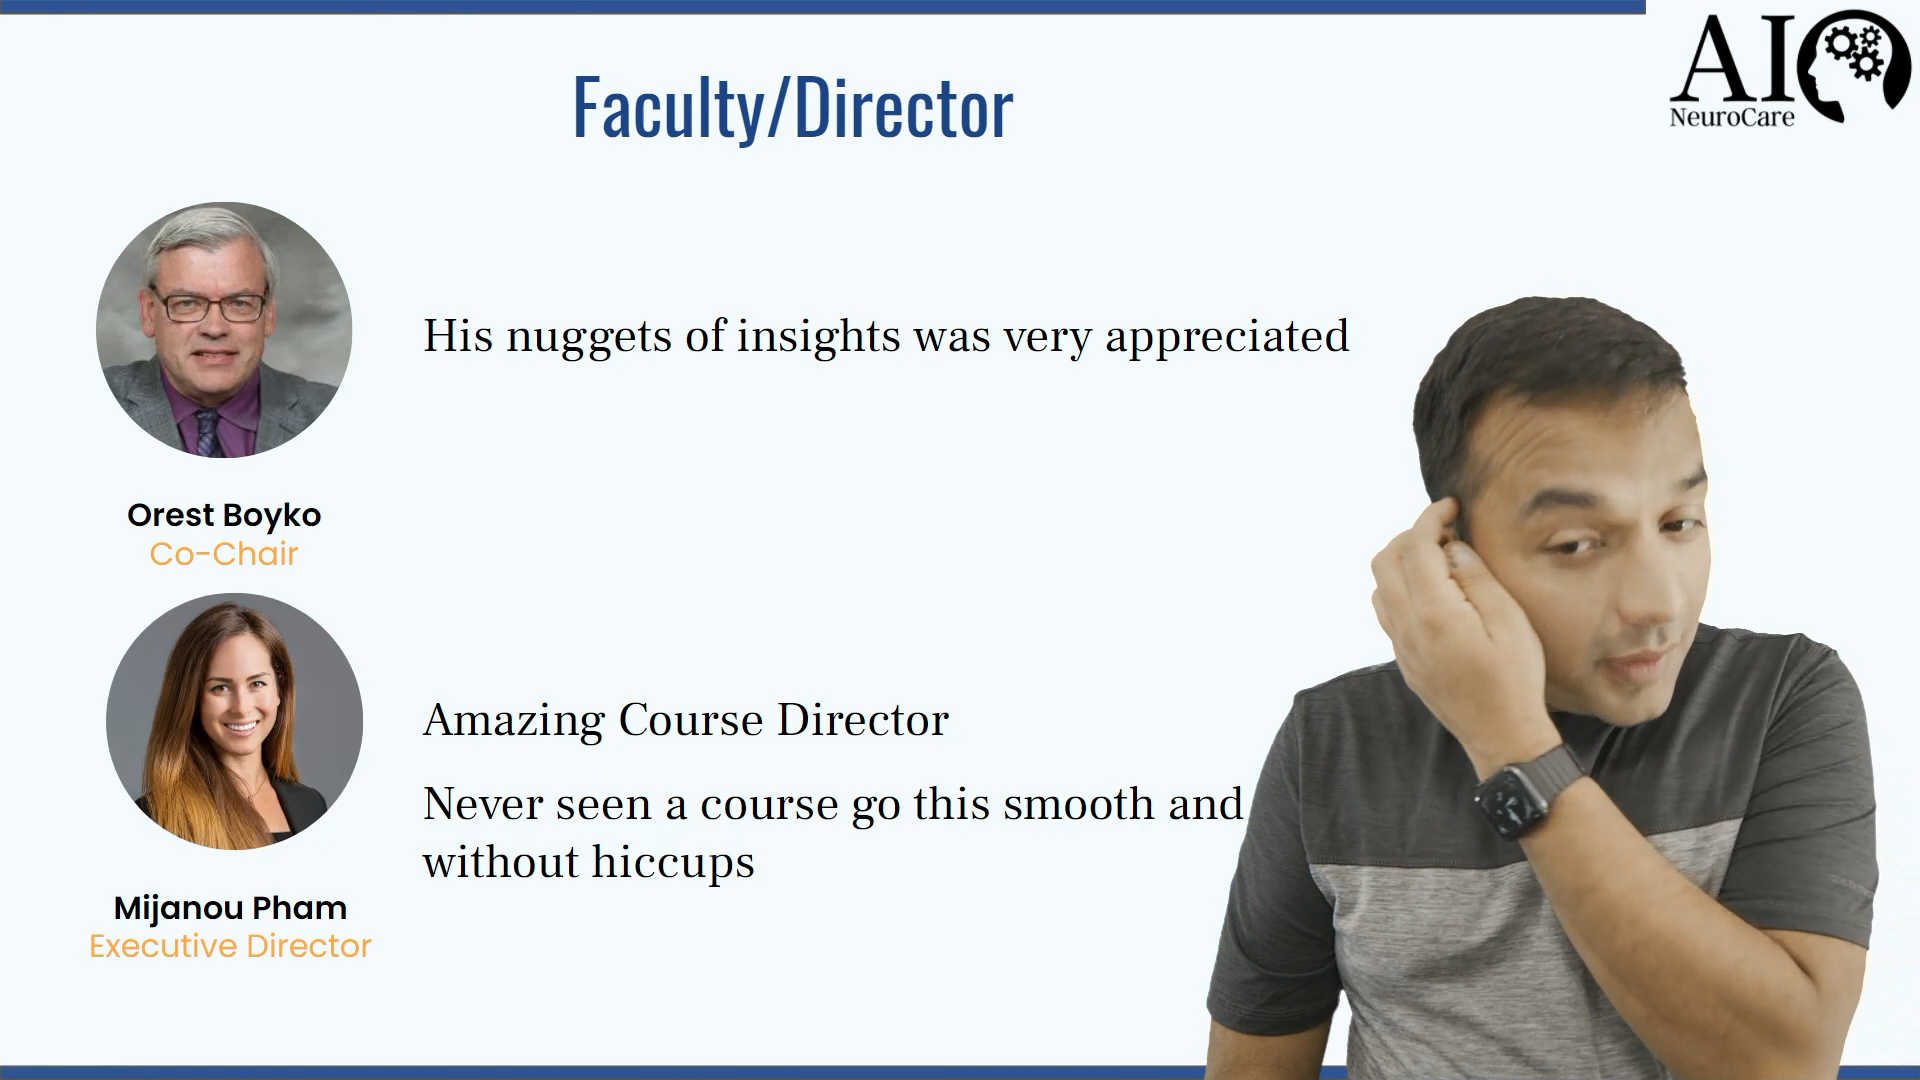 AI
NeuroCare
Faculty/Director
His nuggets of insights was very appreciated
Orest Boyko
Co-Chair
Amazing Course Director
Never seen a course go this smooth and
without hiccups
Mijanou Pham
Executive Director